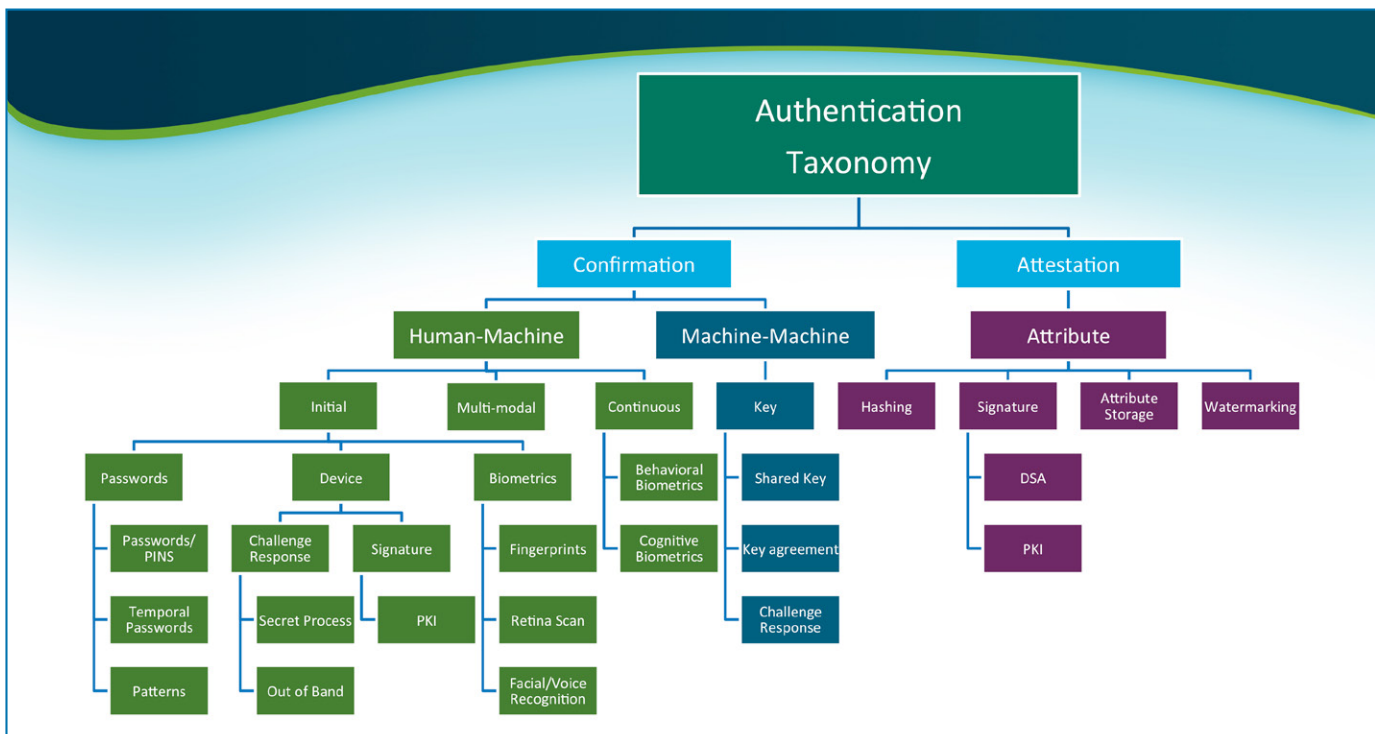 Authentication
Taxonomy
Confirmation
Attestation
Human-Machine
Machine-Machine
Attribute
Initial
Multi-modal
Continuous
Key
Hashing
Signature
Attribute
Storage
Watermarking
Passwords
Device
Biometrics
Behavioral
Biometrics
Shared Key
DSA
Passwords/
PINS
Challenge
Response
Signature
Fingerprints
Cognitive
Biometrics
Key agreement
PKI
Temporal
Passwords
Secret Process
PKI
Retina Scan
Challenge
Response
Patterns
Out of Band
Facial/Voice
Recognition